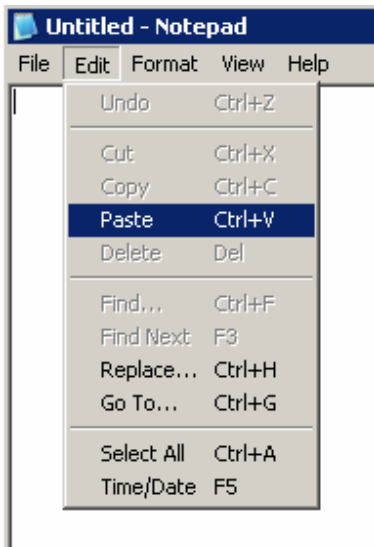 Untitled - Notepad
File Edit Format View Help
Undo Ctrl+Z
Cut Ctrl+X
Copy Ctrl+C
Paste Ctrl+V
Delete Del
Find... Ctrl+F
Find Next F3
Replace... Ctrl+H
Go To... Ctrl+G
Select All Ctrl+A
Time/Date F5